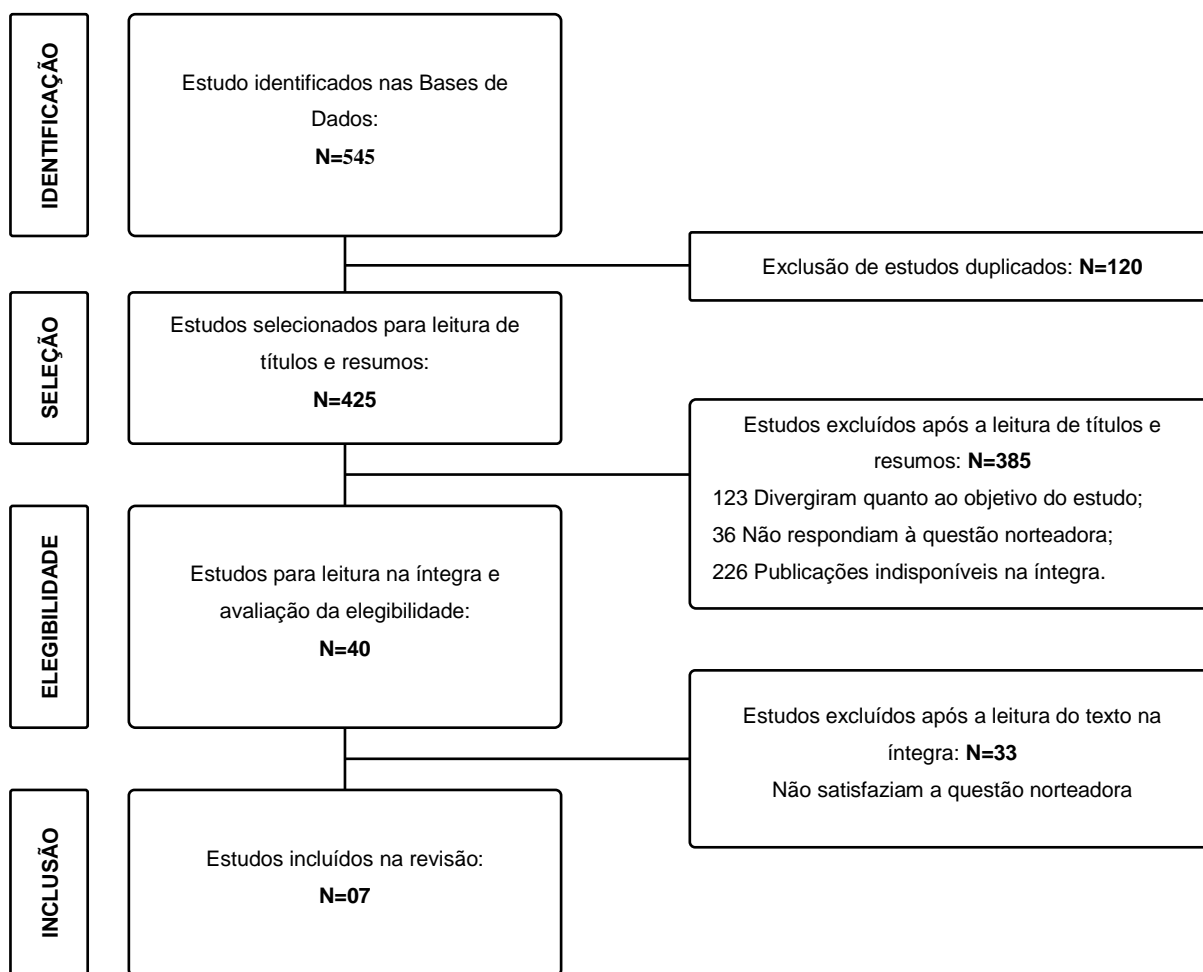 IDENTIFICAÇÃO
Estudo identificados nas Bases de
Dados:
N=545
Exclusão de estudos duplicados: N=120
SELEÇÃO
Estudos selecionados para leitura de
títulos e resumos:
N=425
Estudos excluídos após a leitura de títulos e
resumos: N=385
123 Divergiram quanto ao objetivo do estudo;
36 Não respondiam à questão norteadora;
226 Publicações indisponíveis na íntegra.
ELEGIBILIDADE
Estudos para leitura na íntegra e
avaliação da elegibilidade:
N=40
Estudos excluídos após a leitura do texto na
íntegra: N=33
Não satisfaziam a questão norteadora
INCLUSÃO
Estudos incluídos na revisão:
N=07